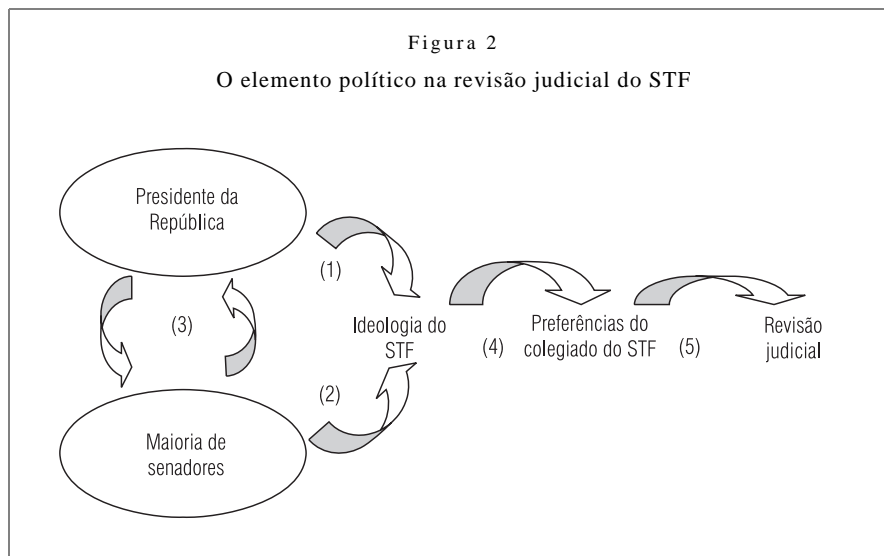 Figura 2
O elemento político na revisão judicial do STF
Presidente da
República
(1)
(3)
Ideologia do
STF
(4)
Preferências do
colegiado do STF
(5)
Revisão
judicial
(2)
Maioria de
senadores